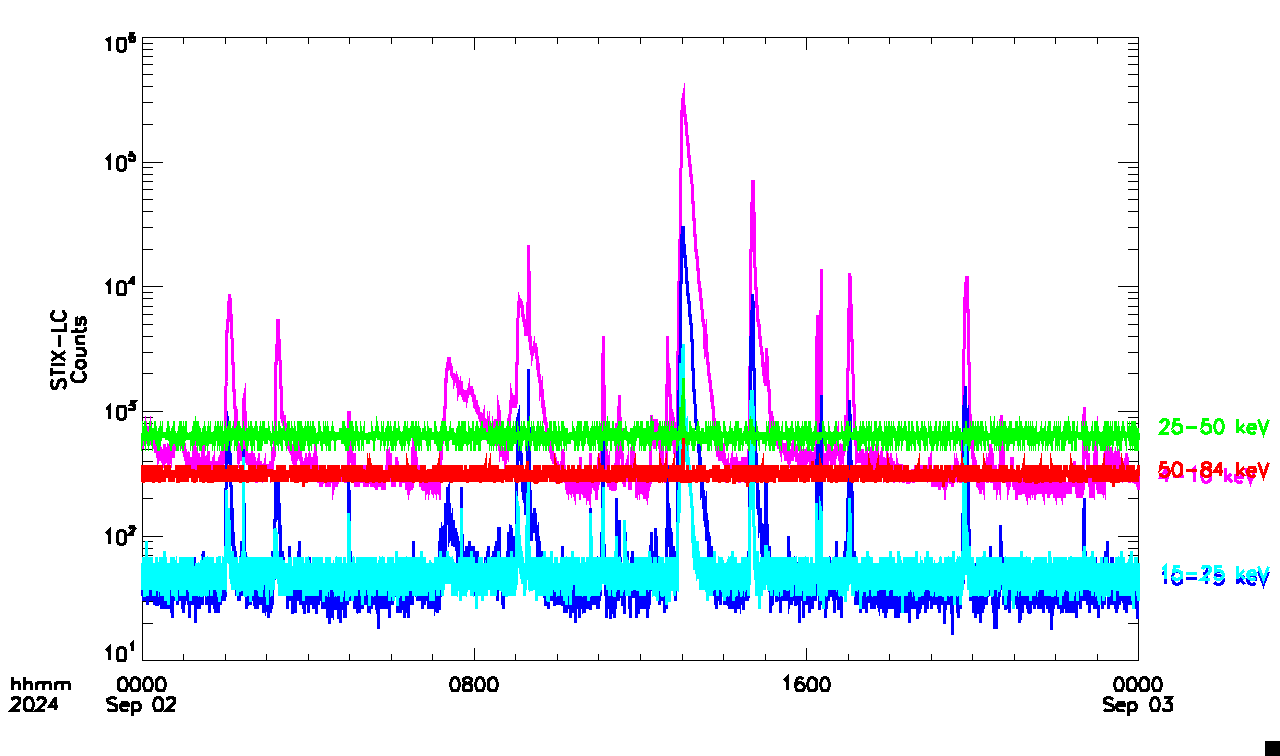 10⁶
10⁵
10⁴
10³
10²
10¹
STIX-LC
Counts
25-50 keV
50-84 keV
15-25 keV
hhmm 0000 0800 1600 0000
2024 Sep 02 Sep 03